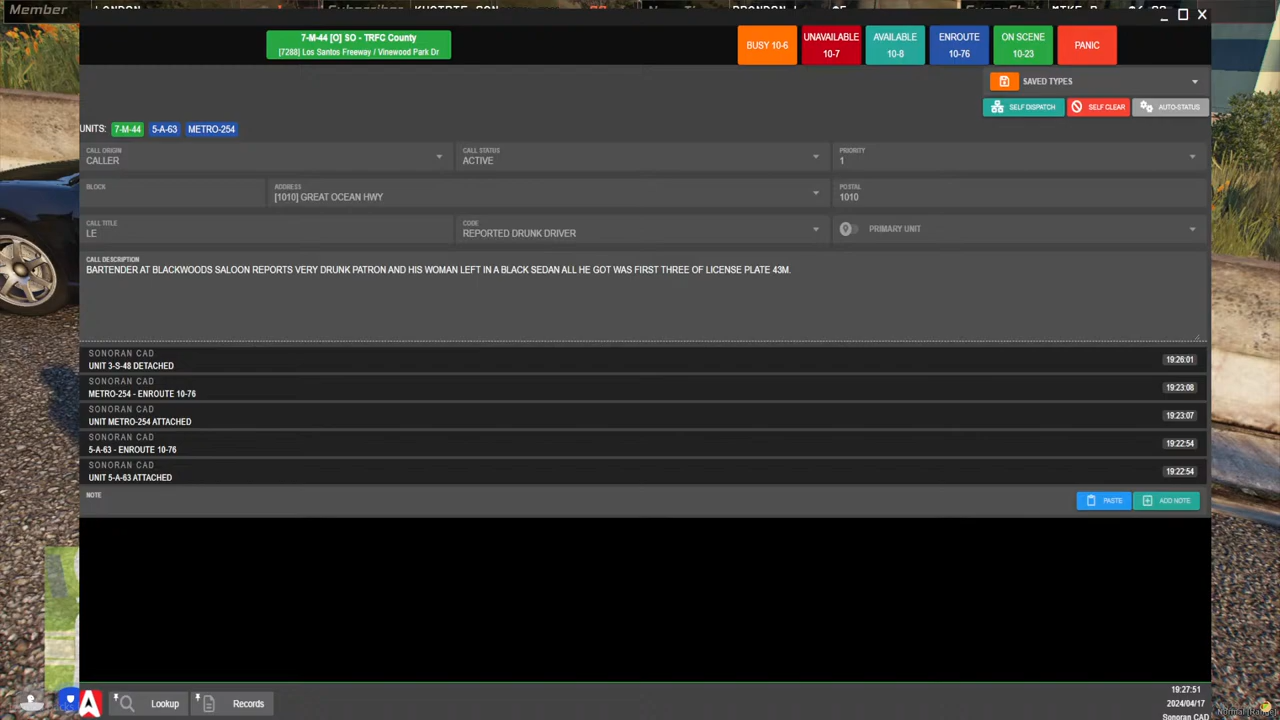 Member
7-M-44 [O] SO - TRFC County
[7288] Los Santos Freeway / Vinewood Park Dr
BUSY 10-6
UNAVAILABLE
10-7
AVAILABLE
10-8
ENROUTE
10-76
ON SCENE
10-23
PANIC
SAVED TYPES
SELF DISPATCH
SELF CLEAR
AUTO-STATUS
UNITS: 7-M-44 5-A-63 METRO-254
CALL ORIGIN
CALLER
CALL STATUS
ACTIVE
PRIORITY
1
BLOCK
ADDRESS
[1010] GREAT OCEAN HWY
POSTAL
1010
CALL TITLE
LE
CODE
REPORTED DRUNK DRIVER
PRIMARY UNIT
CALL DESCRIPTION
BARTENDER AT BLACKWOODS SALOON REPORTS VERY DRUNK PATRON AND HIS WOMAN LEFT IN A BLACK SEDAN ALL HE GOT WAS FIRST THREE OF LICENSE PLATE 43M.
SONORAN CAD
UNIT 3-S-48 DETACHED
19:26:01
SONORAN CAD
METRO-254 - ENROUTE 10-76
19:23:08
SONORAN CAD
UNIT METRO-254 ATTACHED
19:23:07
SONORAN CAD
5-A-63 - ENROUTE 10-76
19:22:54
SONORAN CAD
UNIT 5-A-63 ATTACHED
19:22:54
NOTE
PASTE
ADD NOTE
Lookup
Records
19:27:51
2024/04/17
Sonoran CAD